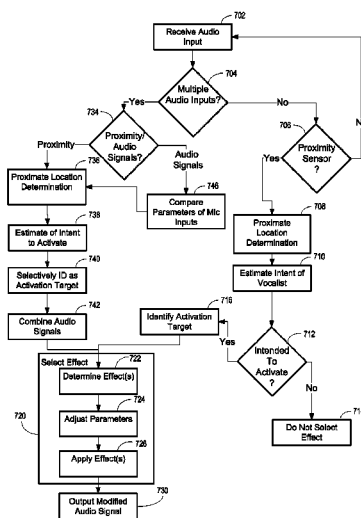 702
Receive Audio
Input
704
Multiple
Audio Inputs?
Yes
No
734
Proximity/
Audio
Signals?
706
Proximity
Sensor
?
Proximity
Audio
Signals
Yes
736
Proximate Location
Determination
746
Compare
Parameters of Mic
Inputs
708
Proximate
Location
Determination
738
Estimate of Intent
to Activate
710
Estimate Intent of
Vocalist
740
Selectively ID as
Activation Target
742
Combine Audio
Signals
716
Identify Activation
Target
712
Intended
To
Activate
?
Yes
No
Do Not Select
Effect
720
Select Effect
722
Determine Effect(s)
724
Adjust Parameters
726
Apply Effect(s)
730
Output Modified
Audio Signal